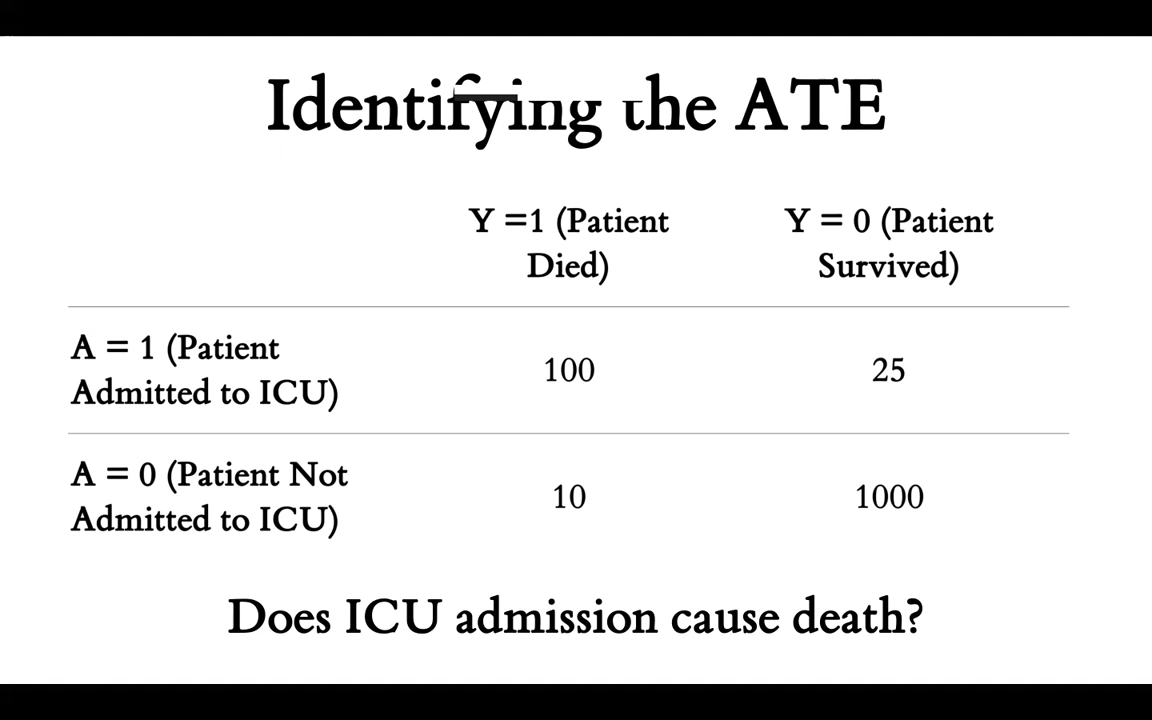 Identifying the ATE
Y =1 (Patient
Died)
Y = 0 (Patient
Survived)
A = 1 (Patient
Admitted to ICU)
100
25
A = 0 (Patient Not
Admitted to ICU)
10
1000
Does ICU admission cause death?